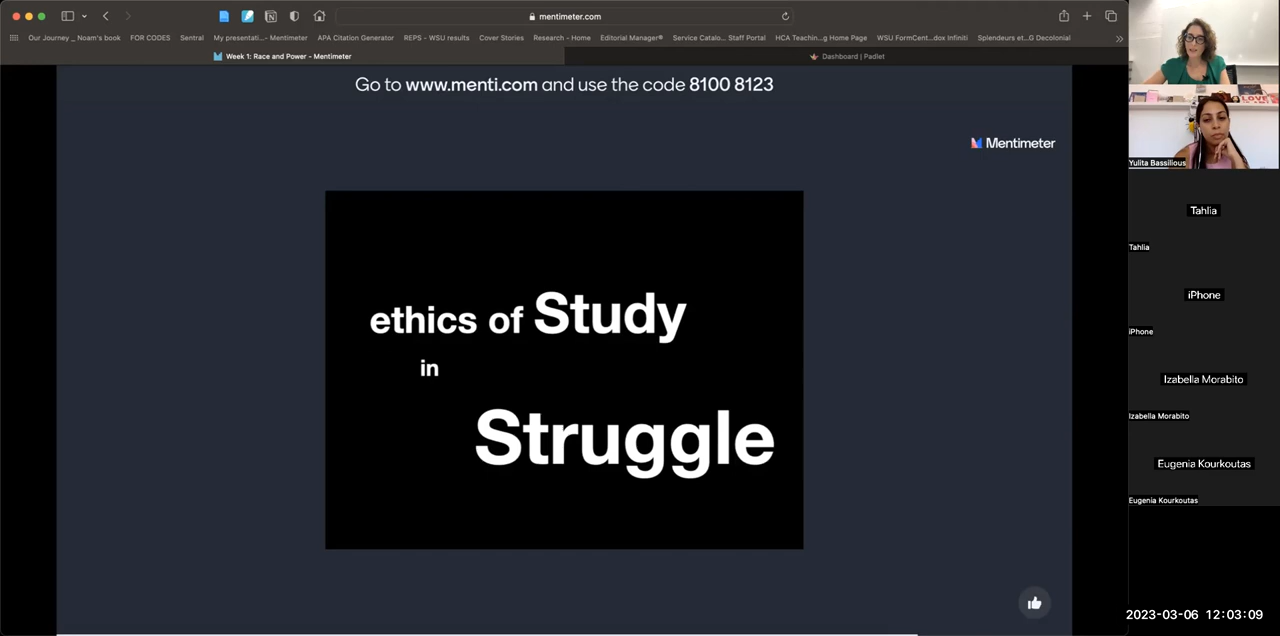 mentimeter.com
Our Journey _ Noam's book
FOR CODES
Sentral
My presentati...- Mentimeter
APA Citation Generator
REPS - WSU results
Cover Stories
Research - Home
Editorial Manager®
Service Catalo... Staff Portal
HCA Teachin...g Home Page
WSU FormCent...dox Infiniti
Splendeurs et...G Decolonial
Week 1: Race and Power - Mentimeter
Dashboard | Padlet
Go to www.menti.com and use the code 8100 8123
Mentimeter
ethics of Study
in
Struggle
Yulita Bassilious
Tahlia
Tahlia
iPhone
iPhone
Izabella Morabito
Izabella Morabito
Eugenia Kourkoutas
Eugenia Kourkoutas
2023-03-06 12:03:09